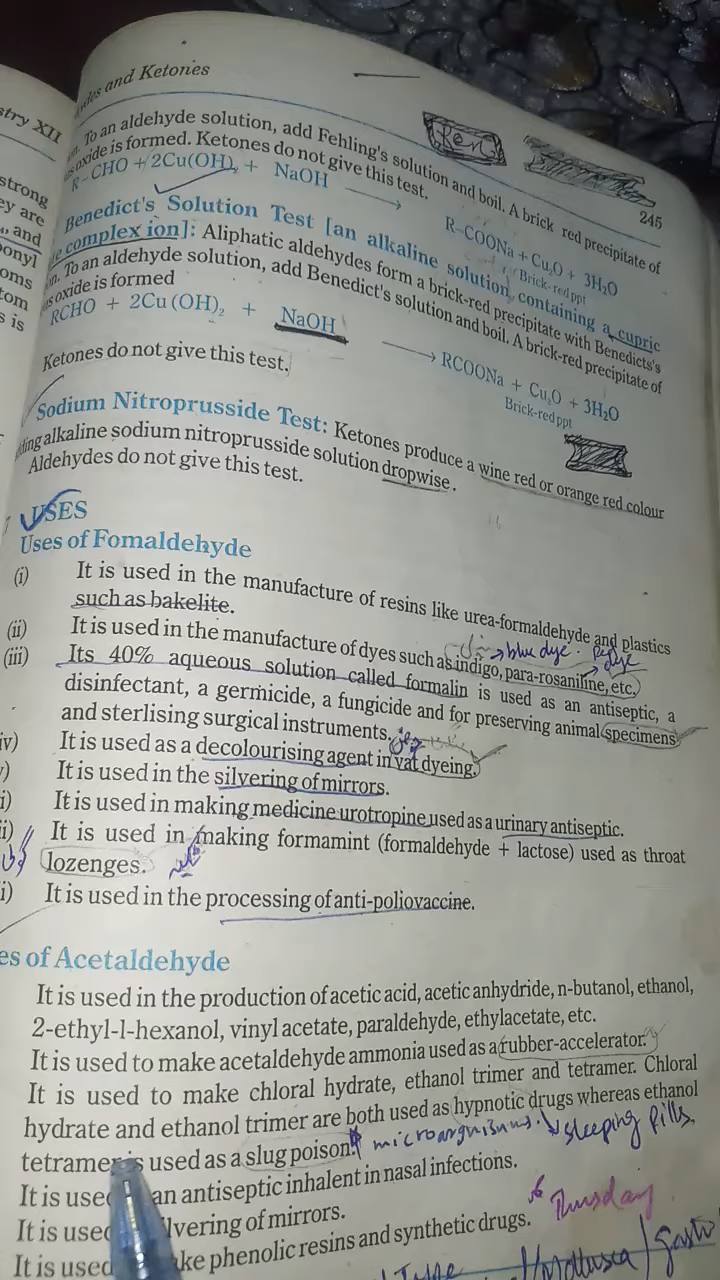 des and Ketones
245
stry XII
strong
ey are
, and
onyl
oms
tom
s is
Pen
n. To an aldehyde solution, add Fehling's solution and boil. A brick red precipitate of
oxide is formed. Ketones do not give this test.
R–CHO + 2Cu(OH)₂ + NaOH ⟶ R–COONa + Cu₂O + 3H₂O
Brick-red ppt
Benedict's Solution Test [an alkaline solution, containing a cupric
complex ion]: Aliphatic aldehydes form a brick-red precipitate with Benedicts's
n. To an aldehyde solution, add Benedict's solution and boil. A brick-red precipitate of
s oxide is formed
RCHO + 2Cu(OH)₂ + NaOH ⟶ RCOONa + Cu₂O + 3H₂O
Brick-red ppt
Ketones do not give this test.
Sodium Nitroprusside Test: Ketones produce a wine red or orange red colour
ding alkaline sodium nitroprusside solution dropwise.
Aldehydes do not give this test.
USES
Uses of Fomaldehyde
(i) It is used in the manufacture of resins like urea-formaldehyde and plastics
such as bakelite.
(ii) It is used in the manufacture of dyes such as indigo, para-rosaniline, etc.
→ blue dye. Dye
(iii) Its 40% aqueous solution called formalin is used as an antiseptic, a
disinfectant, a germicide, a fungicide and for preserving animal specimens
and sterlising surgical instruments.
iv) It is used as a decolourising agent in vat dyeing.
) It is used in the silvering of mirrors.
i) It is used in making medicine urotropine used as a urinary antiseptic.
ii) It is used in making formamint (formaldehyde + lactose) used as throat
lozenges.
i) It is used in the processing of anti-poliovaccine.
es of Acetaldehyde
It is used in the production of acetic acid, acetic anhydride, n-butanol, ethanol,
2-ethyl-l-hexanol, vinyl acetate, paraldehyde, ethylacetate, etc.
It is used to make acetaldehyde ammonia used as a rubber-accelerator.
It is used to make chloral hydrate, ethanol trimer and tetramer. Chloral
hydrate and ethanol trimer are both used as hypnotic drugs whereas ethanol
tetramer is used as a slug poison. microarguisums. sleeping Pills,
It is used an antiseptic inhalent in nasal infections.
It is used lvering of mirrors.
It is used ke phenolic resins and synthetic drugs.
Thusday
Type Mollusca / Gastro